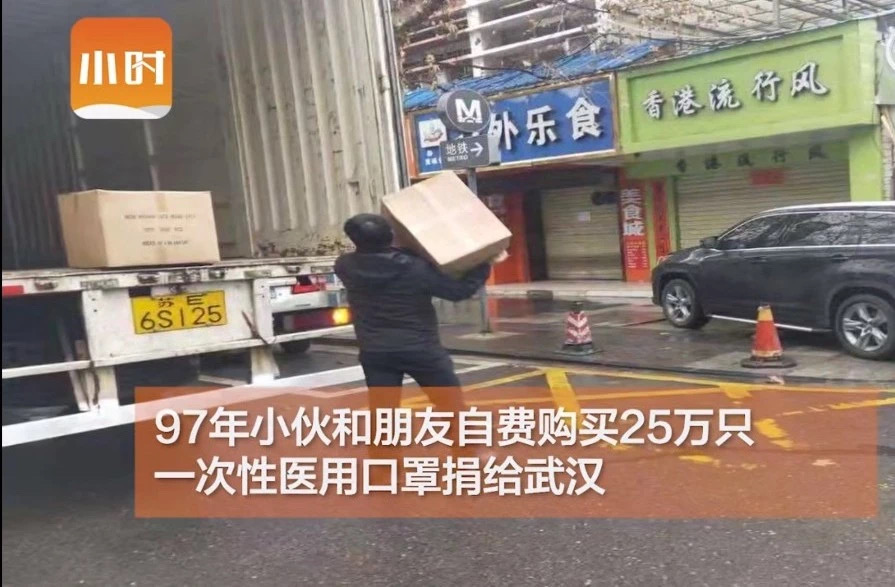 小时
外乐食
香港流行风
香港流行风
M
地铁
METRO
美食城
苏E
6S125
97年小伙和朋友自费购买25万只
一次性医用口罩捐给武汉